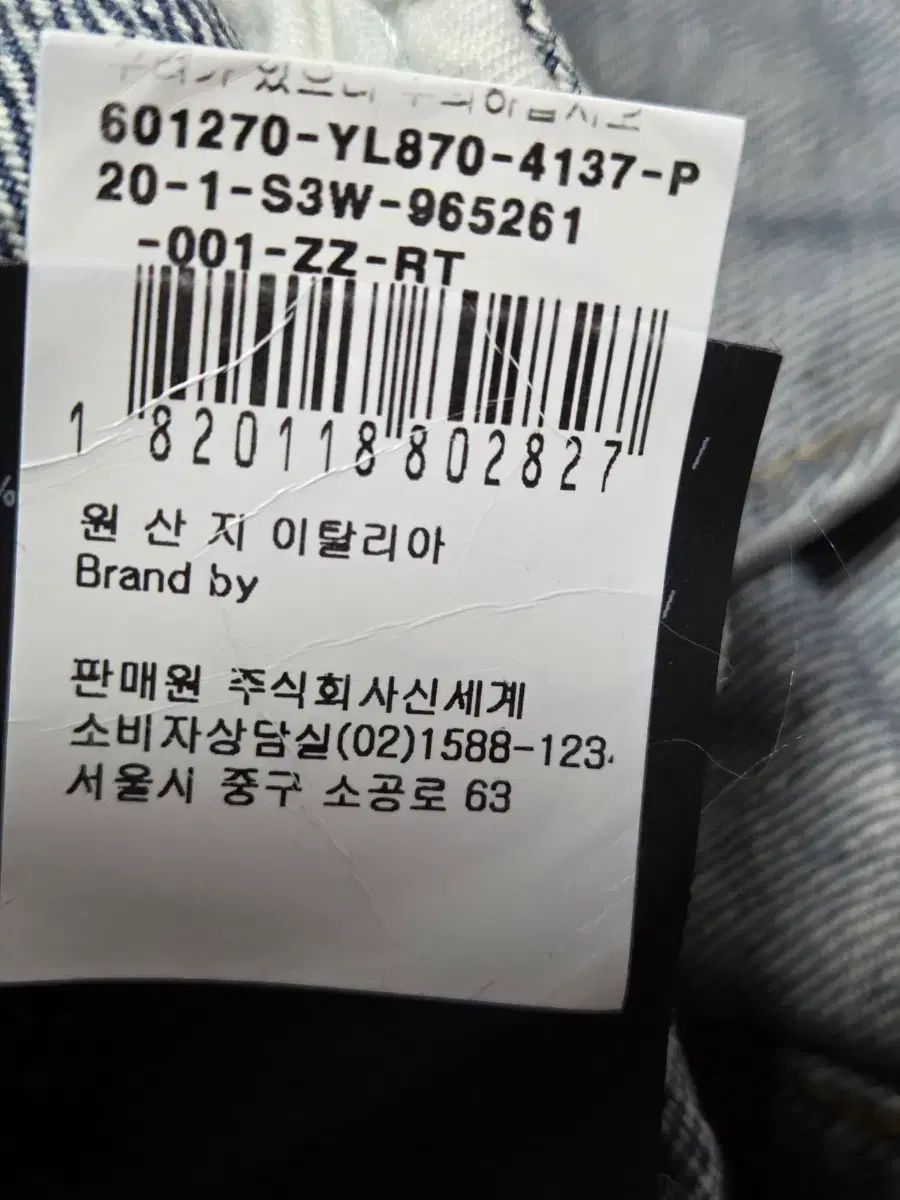 601270-YL870-4137-P
20-1-S3W-965261
-001-ZZ-RT
1 820118 802827
원 산 지 이탈리아
Brand by
판매원 주식회사신세계
소비자상담실(02)1588-123
서울시 중구 소공로 63
%